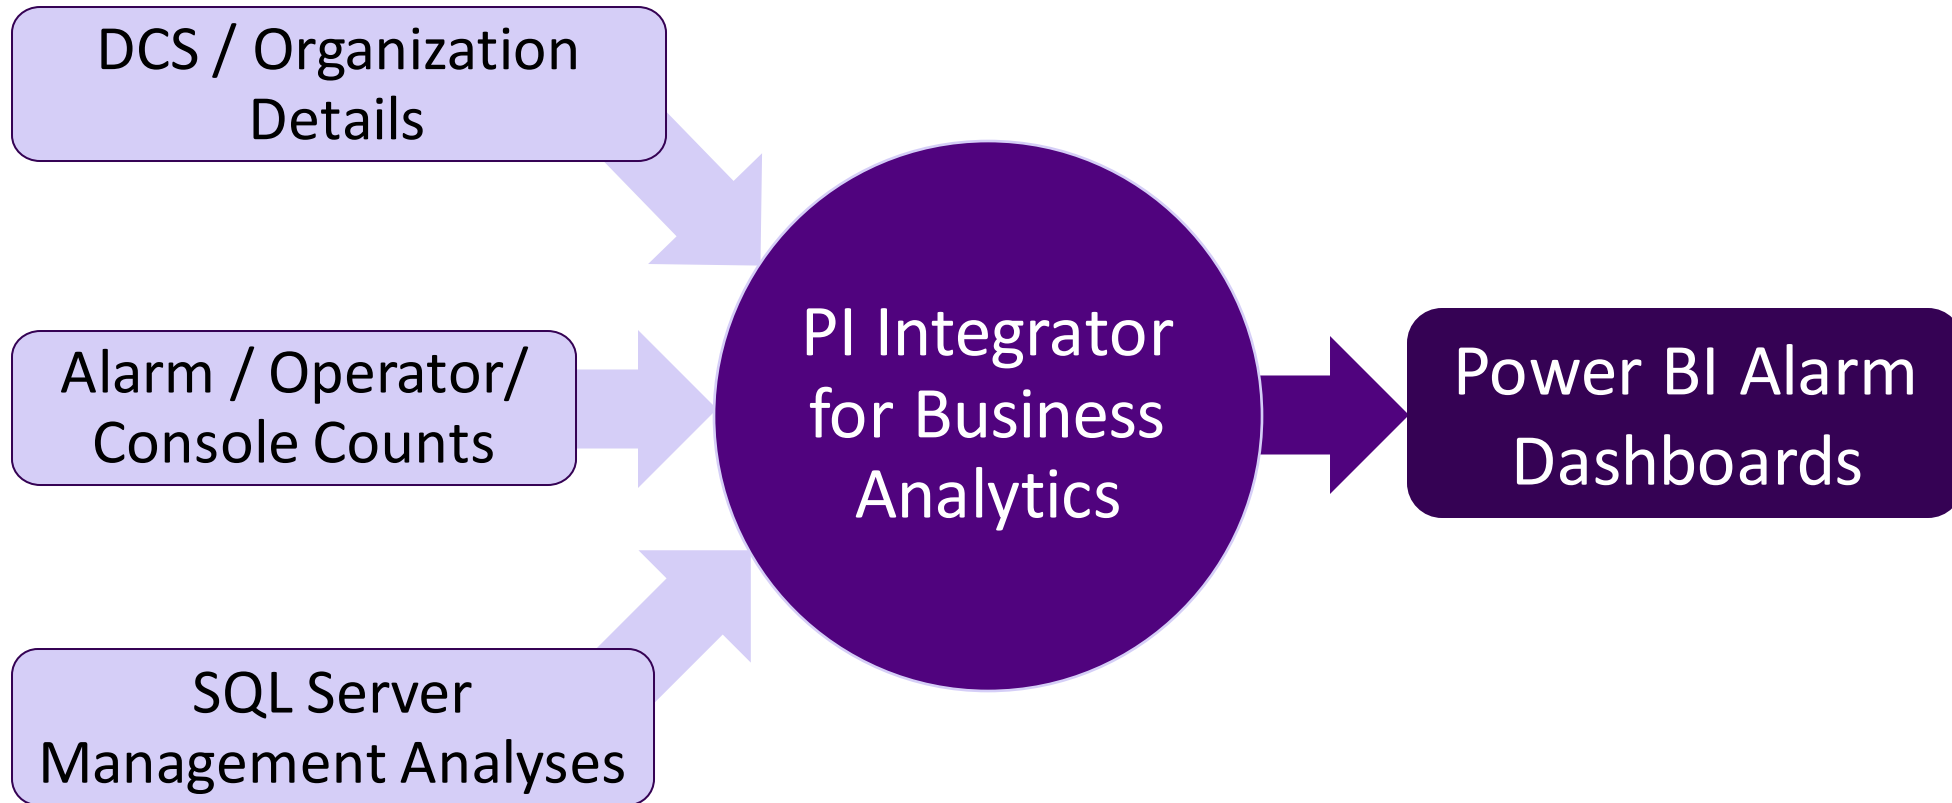 DCS / Organization
Details
Alarm / Operator/
Console Counts
SQL Server
Management Analyses
PI Integrator
for Business
Analytics
Power BI Alarm
Dashboards